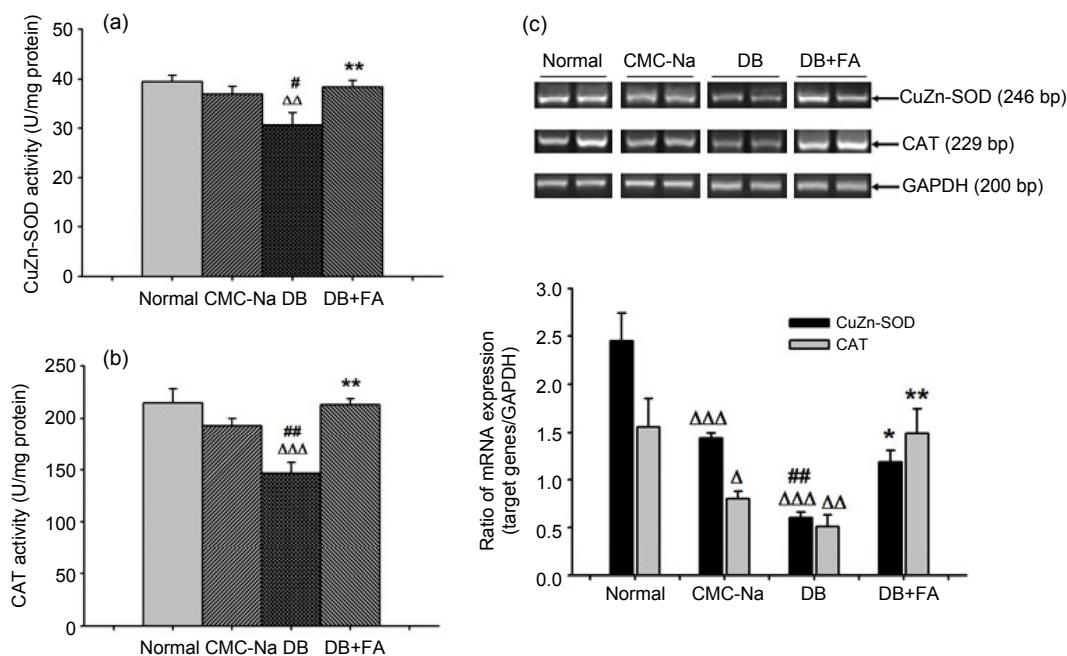 (a)
50
40
30
20
10
0
CuZn-SOD activity (U/mg protein)
#
ΔΔ
**
Normal CMC-Na DB DB+FA
(b)
250
200
150
100
50
0
CAT activity (U/mg protein)
##
ΔΔΔ
**
Normal CMC-Na DB DB+FA
(c)
Normal CMC-Na DB DB+FA
CuZn-SOD (246 bp)
CAT (229 bp)
GAPDH (200 bp)
3.0
2.5
2.0
1.5
1.0
0.5
0.0
Ratio of mRNA expression
(target genes/GAPDH)
CuZn-SOD
CAT
ΔΔΔ
Δ
##
ΔΔΔ ΔΔ
*
**
Normal CMC-Na DB DB+FA